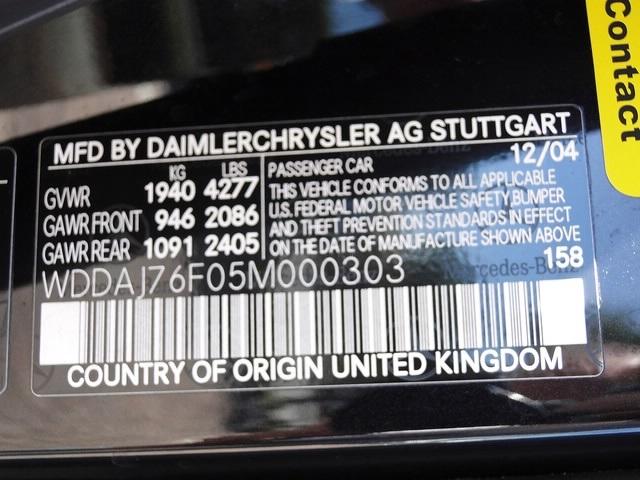 Contact
MFD BY DAIMLERCHRYSLER AG STUTTGART
12/04
KG LBS
GVWR 1940 4277
GAWR FRONT 946 2086
GAWR REAR 1091 2405
PASSENGER CAR
THIS VEHICLE CONFORMS TO ALL APPLICABLE
U.S. FEDERAL MOTOR VEHICLE SAFETY, BUMPER
AND THEFT PREVENTION STANDARDS IN EFFECT
ON THE DATE OF MANUFACTURE SHOWN ABOVE
158
WDDAJ76F05M000303
Mercedes-Benz
COUNTRY OF ORIGIN UNITED KINGDOM